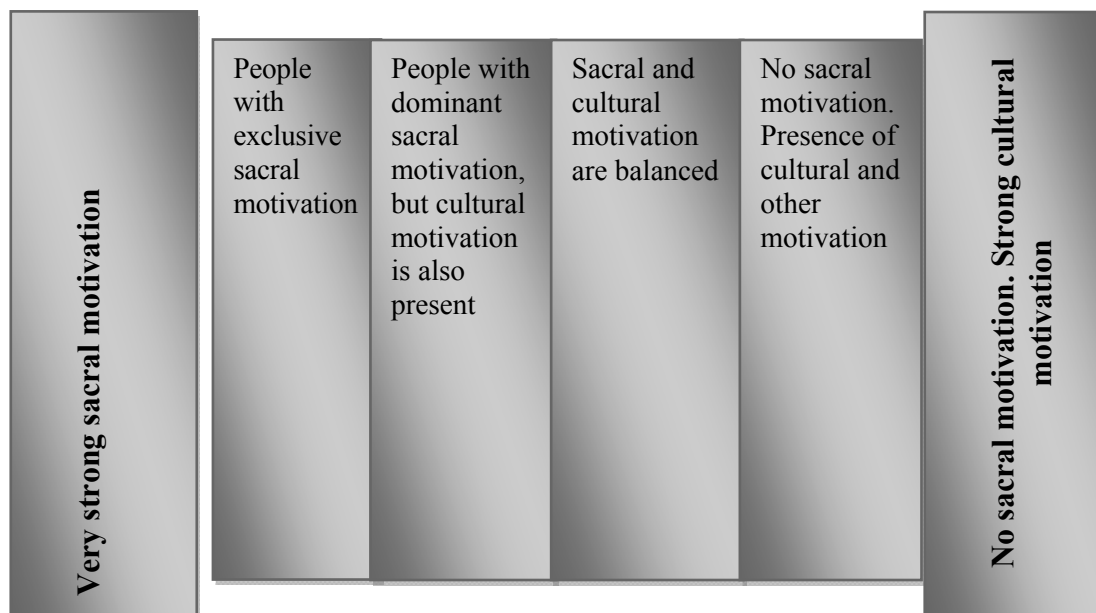 Very strong sacral motivation
People
with
exclusive
sacral
motivation
People with
dominant
sacral
motivation,
but cultural
motivation
is also
present
Sacral and
cultural
motivation
are balanced
No sacral
motivation.
Presence of
cultural and
other
motivation
No sacral motivation. Strong cultural
motivation